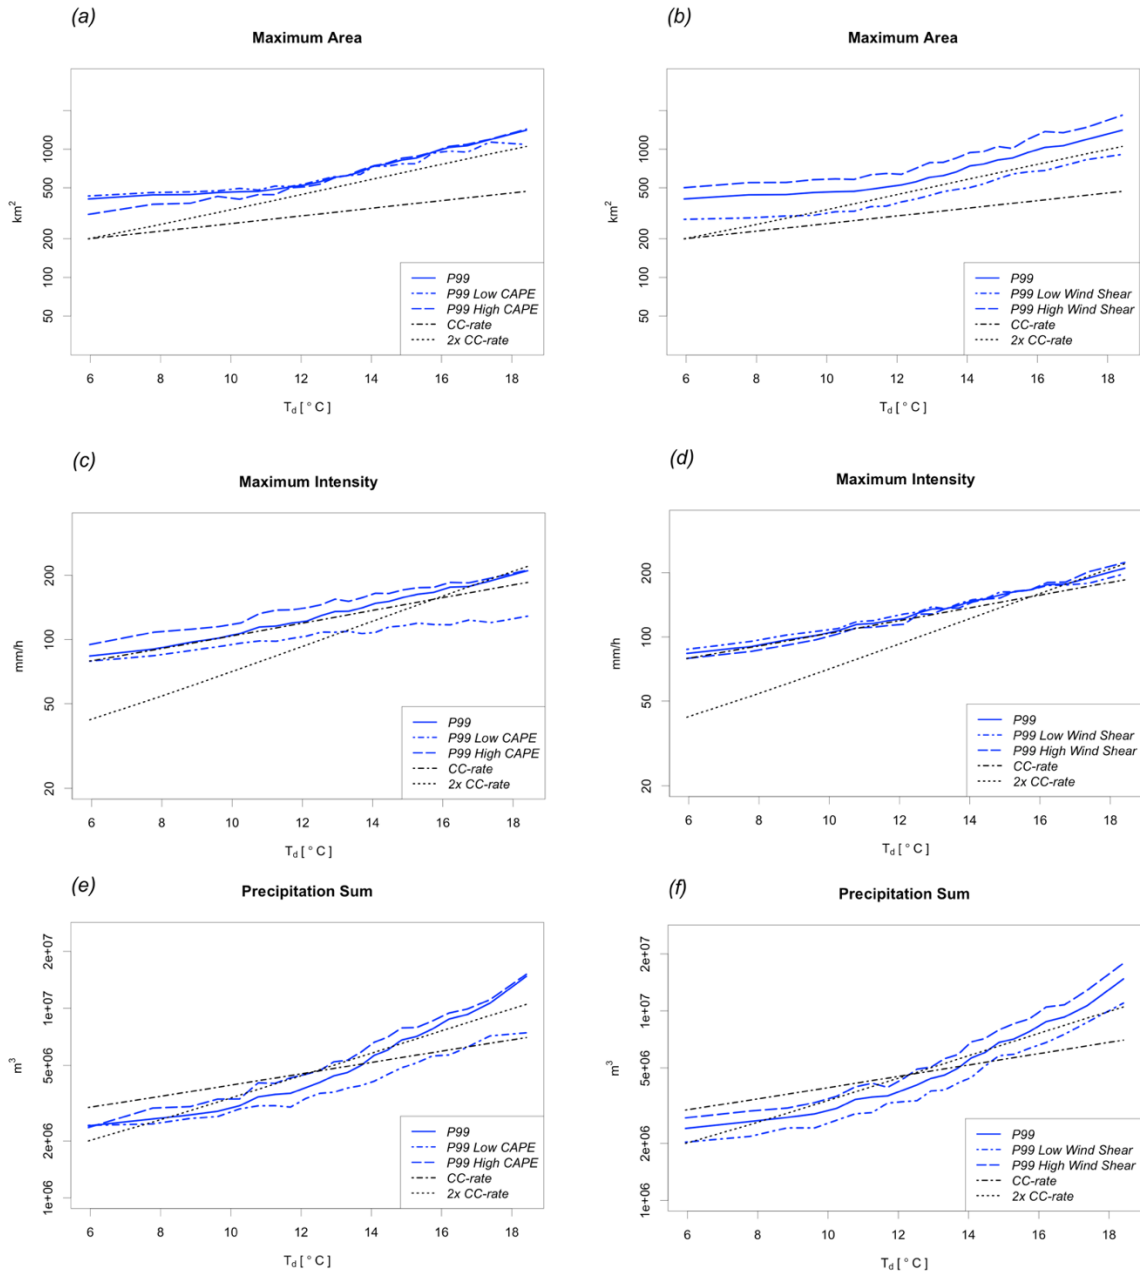 (a)
Maximum Area
km²
50
100
200
500
1000
P99
P99 Low CAPE
P99 High CAPE
CC-rate
2x CC-rate
6 8 10 12 14 16 18
Td [ ° C ]
(b)
Maximum Area
km²
50
100
200
500
1000
P99
P99 Low Wind Shear
P99 High Wind Shear
CC-rate
2x CC-rate
6 8 10 12 14 16 18
Td [ ° C ]
(c)
Maximum Intensity
mm/h
20
50
100
200
P99
P99 Low CAPE
P99 High CAPE
CC-rate
2x CC-rate
6 8 10 12 14 16 18
Td [ ° C ]
(d)
Maximum Intensity
mm/h
20
50
100
200
P99
P99 Low Wind Shear
P99 High Wind Shear
CC-rate
2x CC-rate
6 8 10 12 14 16 18
Td [ ° C ]
(e)
Precipitation Sum
m³
1e+06
2e+06
5e+06
1e+07
2e+07
P99
P99 Low CAPE
P99 High CAPE
CC-rate
2x CC-rate
6 8 10 12 14 16 18
Td [ ° C ]
(f)
Precipitation Sum
m³
1e+06
2e+06
5e+06
1e+07
2e+07
P99
P99 Low Wind Shear
P99 High Wind Shear
CC-rate
2x CC-rate
6 8 10 12 14 16 18
Td [ ° C ]